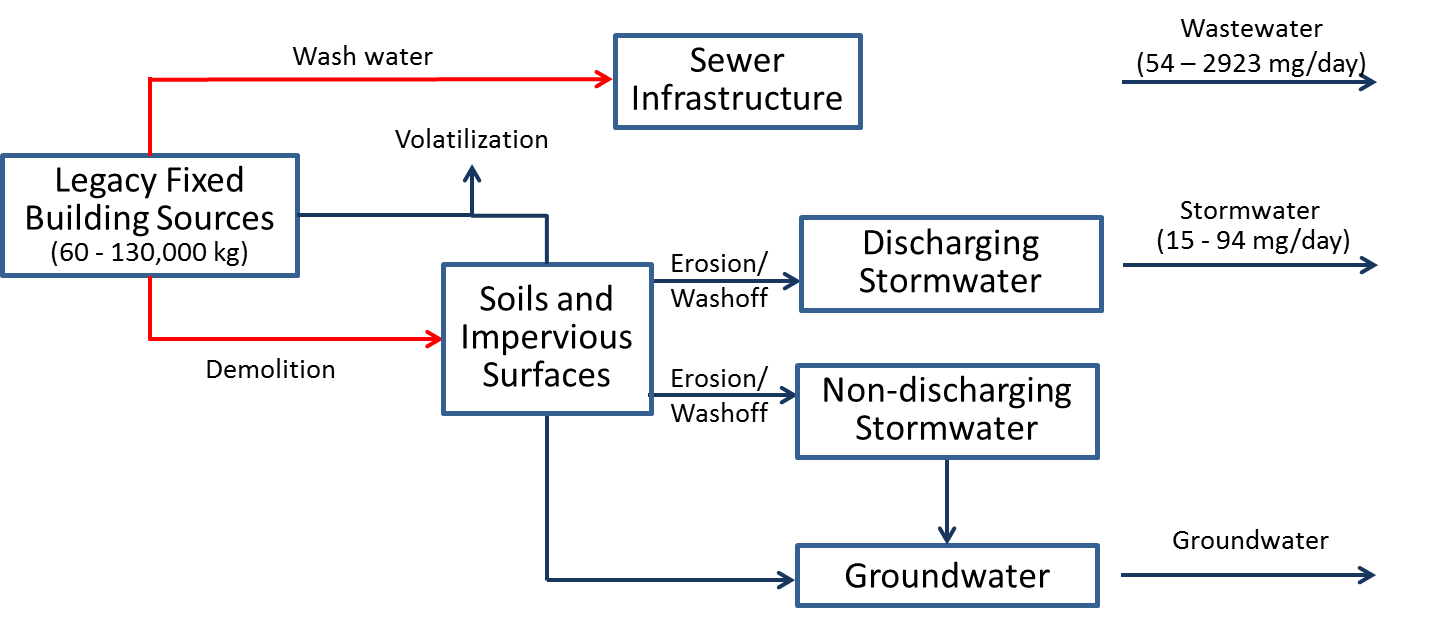 Wash water
Sewer
Infrastructure
Wastewater
(54 – 2923 mg/day)
Volatilization
Legacy Fixed
Building Sources
(60 - 130,000 kg)
Demolition
Soils and
Impervious
Surfaces
Erosion/
Washoff
Discharging
Stormwater
Stormwater
(15 - 94 mg/day)
Erosion/
Washoff
Non-discharging
Stormwater
Groundwater
Groundwater